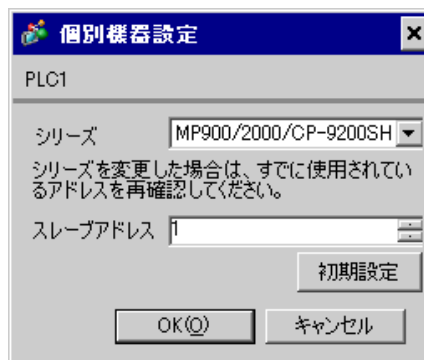 個別機器設定
PLC1
シリーズ MP900/2000/CP-9200SH
シリーズを変更した場合は、すでに使用されてい
るアドレスを再確認してください。
スレーブアドレス 1
初期設定
OK(O) キャンセル